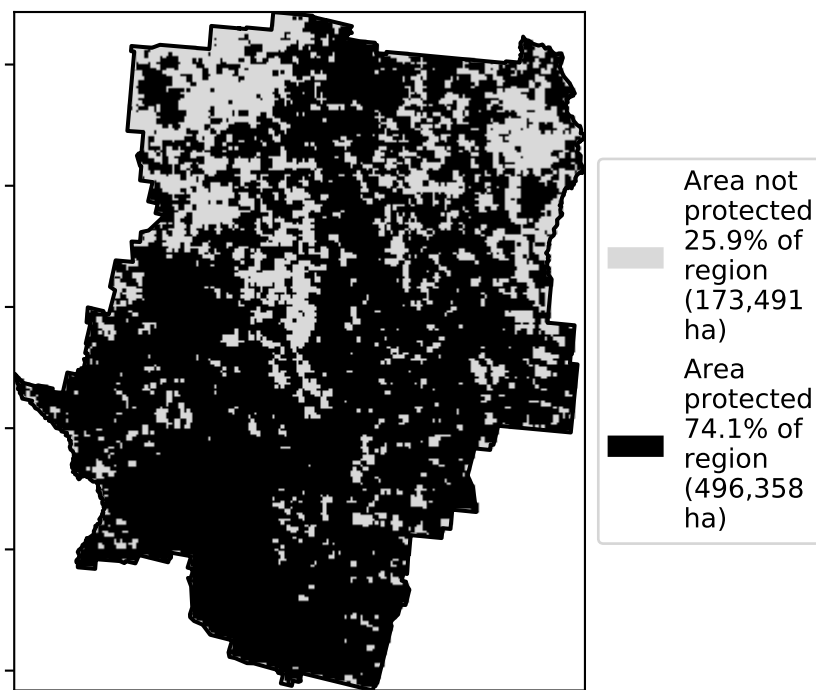 Area not
protected
25.9% of
region
(173,491
ha)
Area
protected
74.1% of
region
(496,358
ha)